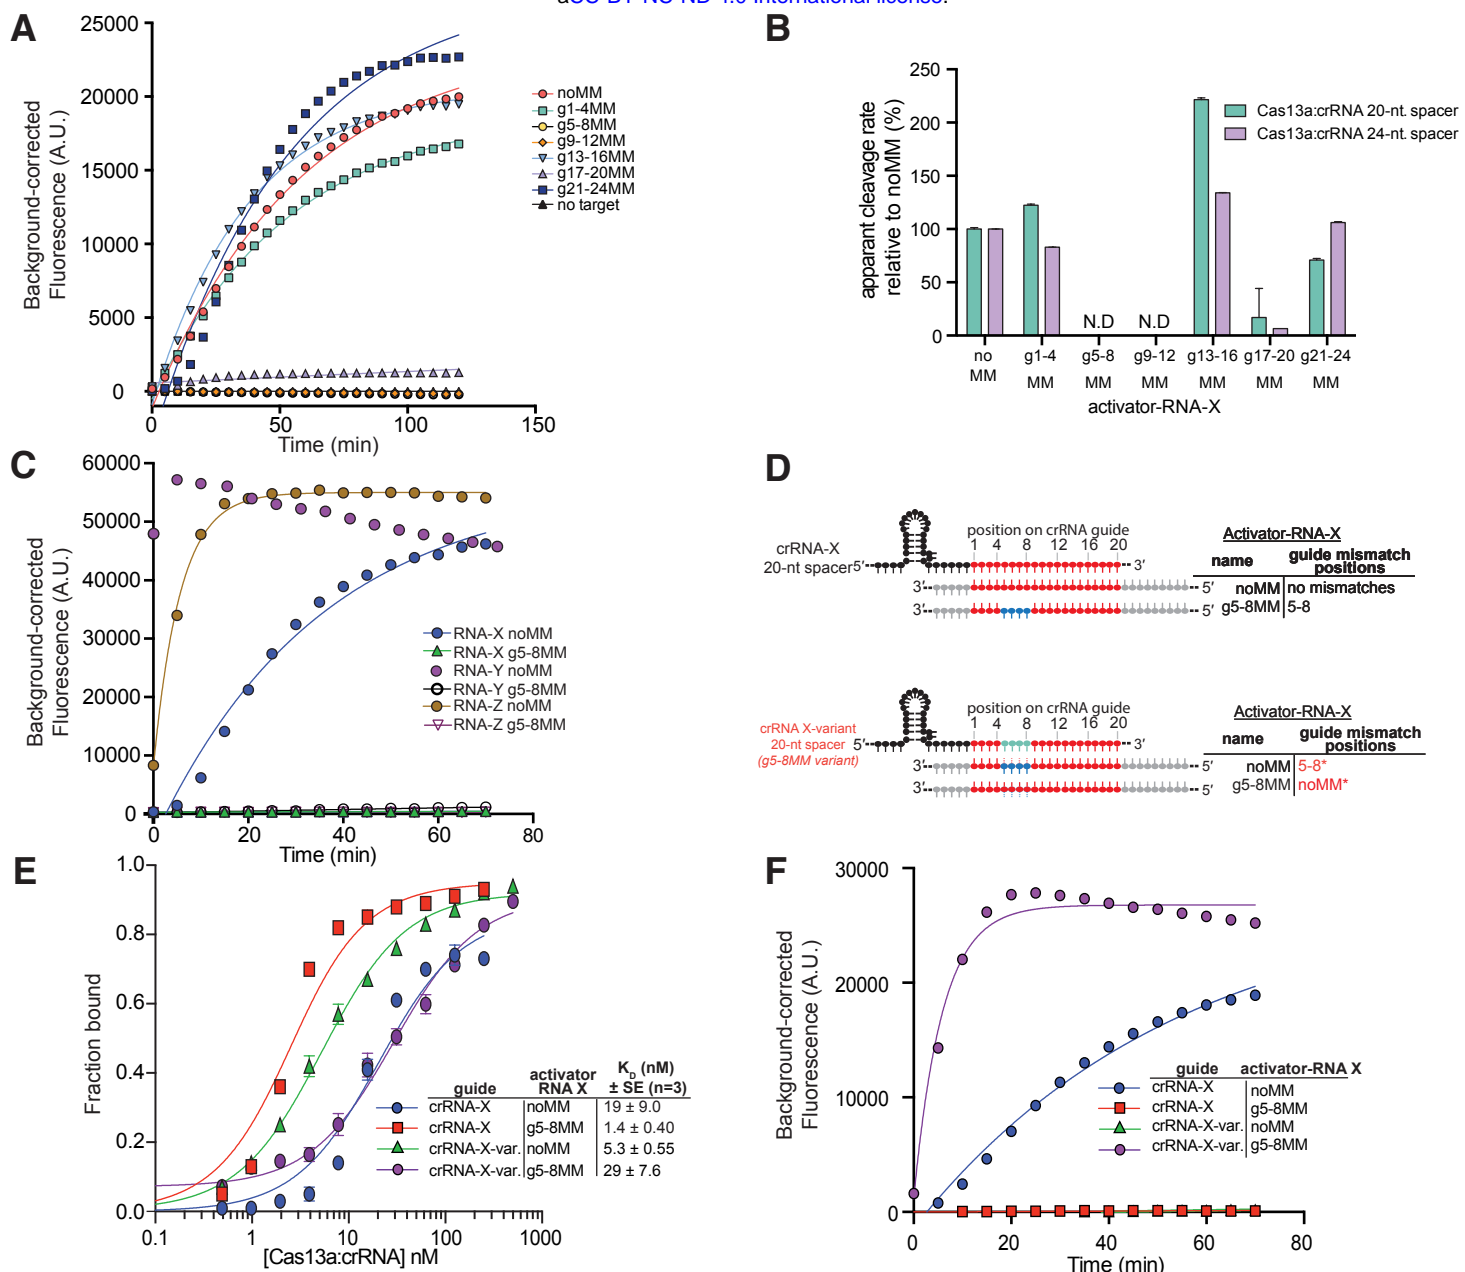 aCC-BY-NC-ND 4.0 International license.
A
Background-corrected
Fluorescence (A.U.)
25000
20000
15000
10000
5000
0
0
50
100
150
Time (min)
noMM
g1-4MM
g5-8MM
g9-12MM
g13-16MM
g17-20MM
g21-24MM
no target
B
apparant cleavage rate
relative to noMM (%)
250
200
150
100
50
0
Cas13a:crRNA 20-nt. spacer
Cas13a:crRNA 24-nt. spacer
N.D
N.D
no
MM
g1-4
MM
g5-8
MM
g9-12
MM
g13-16
MM
g17-20
MM
g21-24
MM
activator-RNA-X
C
Background-corrected
Fluorescence (A.U.)
60000
50000
40000
30000
20000
10000
0
0
20
40
60
80
Time (min)
RNA-X noMM
RNA-X g5-8MM
RNA-Y noMM
RNA-Y g5-8MM
RNA-Z noMM
RNA-Z g5-8MM
D
crRNA-X
20-nt spacer
position on crRNA guide
1 4 8 12 16 20
5′
3′
3′
5′
3′
5′
Activator-RNA-X
name
guide mismatch
positions
noMM no mismatches
g5-8MM 5-8
crRNA X-variant
20-nt spacer
(g5-8MM variant)
position on crRNA guide
1 4 8 12 16 20
5′
3′
3′
5′
3′
5′
Activator-RNA-X
name
guide mismatch
positions
noMM 5-8*
g5-8MM noMM*
E
Fraction bound
1.0
0.8
0.6
0.4
0.2
0.0
0.1
1
10
100
1000
[Cas13a:crRNA] nM
guide
activator
RNA X
KD (nM)
± SE (n=3)
crRNA-X noMM 19 ± 9.0
crRNA-X g5-8MM 1.4 ± 0.40
crRNA-X-var. noMM 5.3 ± 0.55
crRNA-X-var. g5-8MM 29 ± 7.6
F
Background-corrected
Fluorescence (A.U.)
30000
20000
10000
0
0
20
40
60
80
Time (min)
guide activator-RNA X
crRNA-X noMM
crRNA-X g5-8MM
crRNA-X-var. noMM
crRNA-X-var. g5-8MM